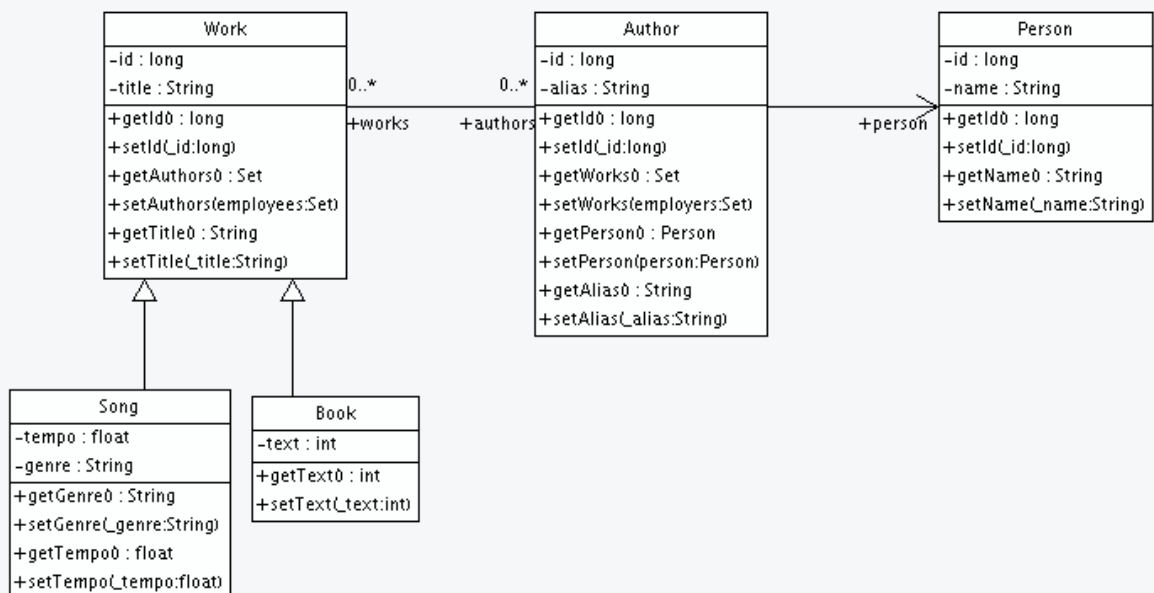 Work
-id : long
-title : String
+getId() : long
+setId(_id:long)
+getAuthors() : Set
+setAuthors(employees:Set)
+getTitle() : String
+setTitle(_title:String)
0..*
+works
0..*
+authors
Author
-id : long
-alias : String
+getId() : long
+setId(_id:long)
+getWorks() : Set
+setWorks(employers:Set)
+getPerson() : Person
+setPerson(person:Person)
+getAlias() : String
+setAlias(_alias:String)
+person
Person
-id : long
-name : String
+getId() : long
+setId(_id:long)
+getName() : String
+setName(_name:String)
Song
-tempo : float
-genre : String
+getGenre() : String
+setGenre(_genre:String)
+getTempo() : float
+setTempo(_tempo:float)
Book
-text : int
+getText() : int
+setText(_text:int)